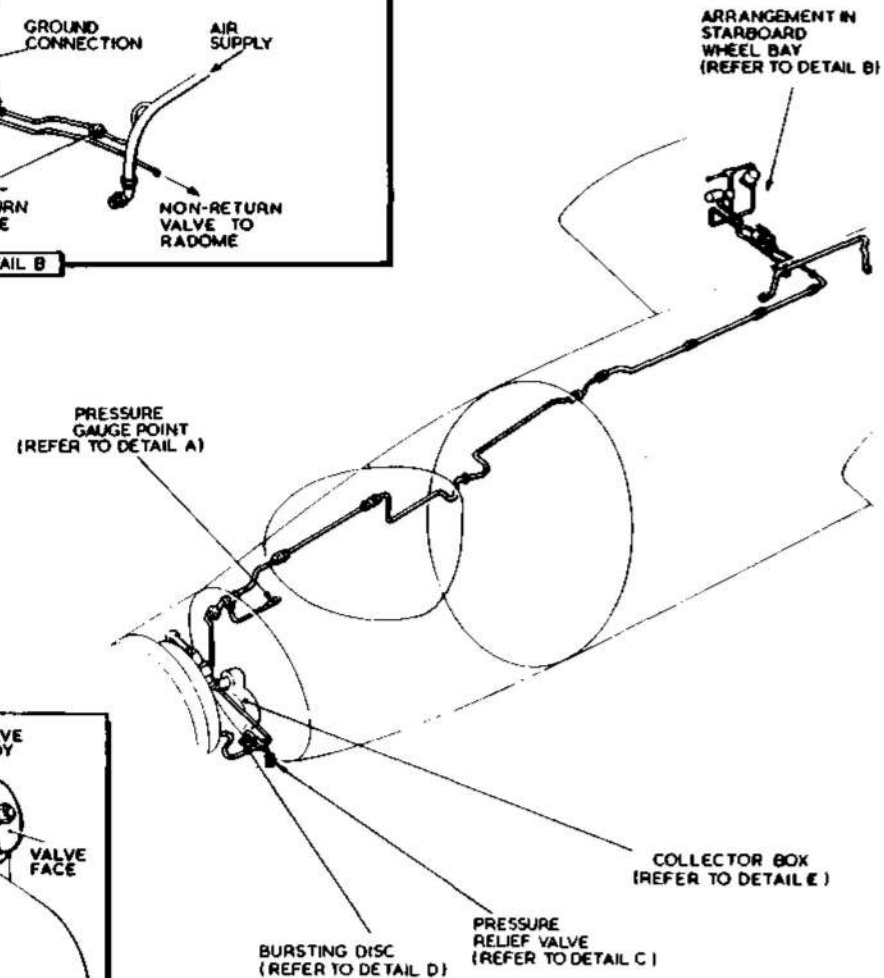 GROUND
CONNECTION
AIR
SUPPLY
NON-RETURN
VALVE TO
RADOME
ARRANGEMENT IN
STARBOARD
WHEEL BAY
(REFER TO DETAIL B)
PRESSURE
GAUGE POINT
(REFER TO DETAIL A)
VALVE
FACE
COLLECTOR BOX
(REFER TO DETAIL E)
PRESSURE
RELIEF VALVE
(REFER TO DETAIL C)
BURSTING DISC
(REFER TO DETAIL D)